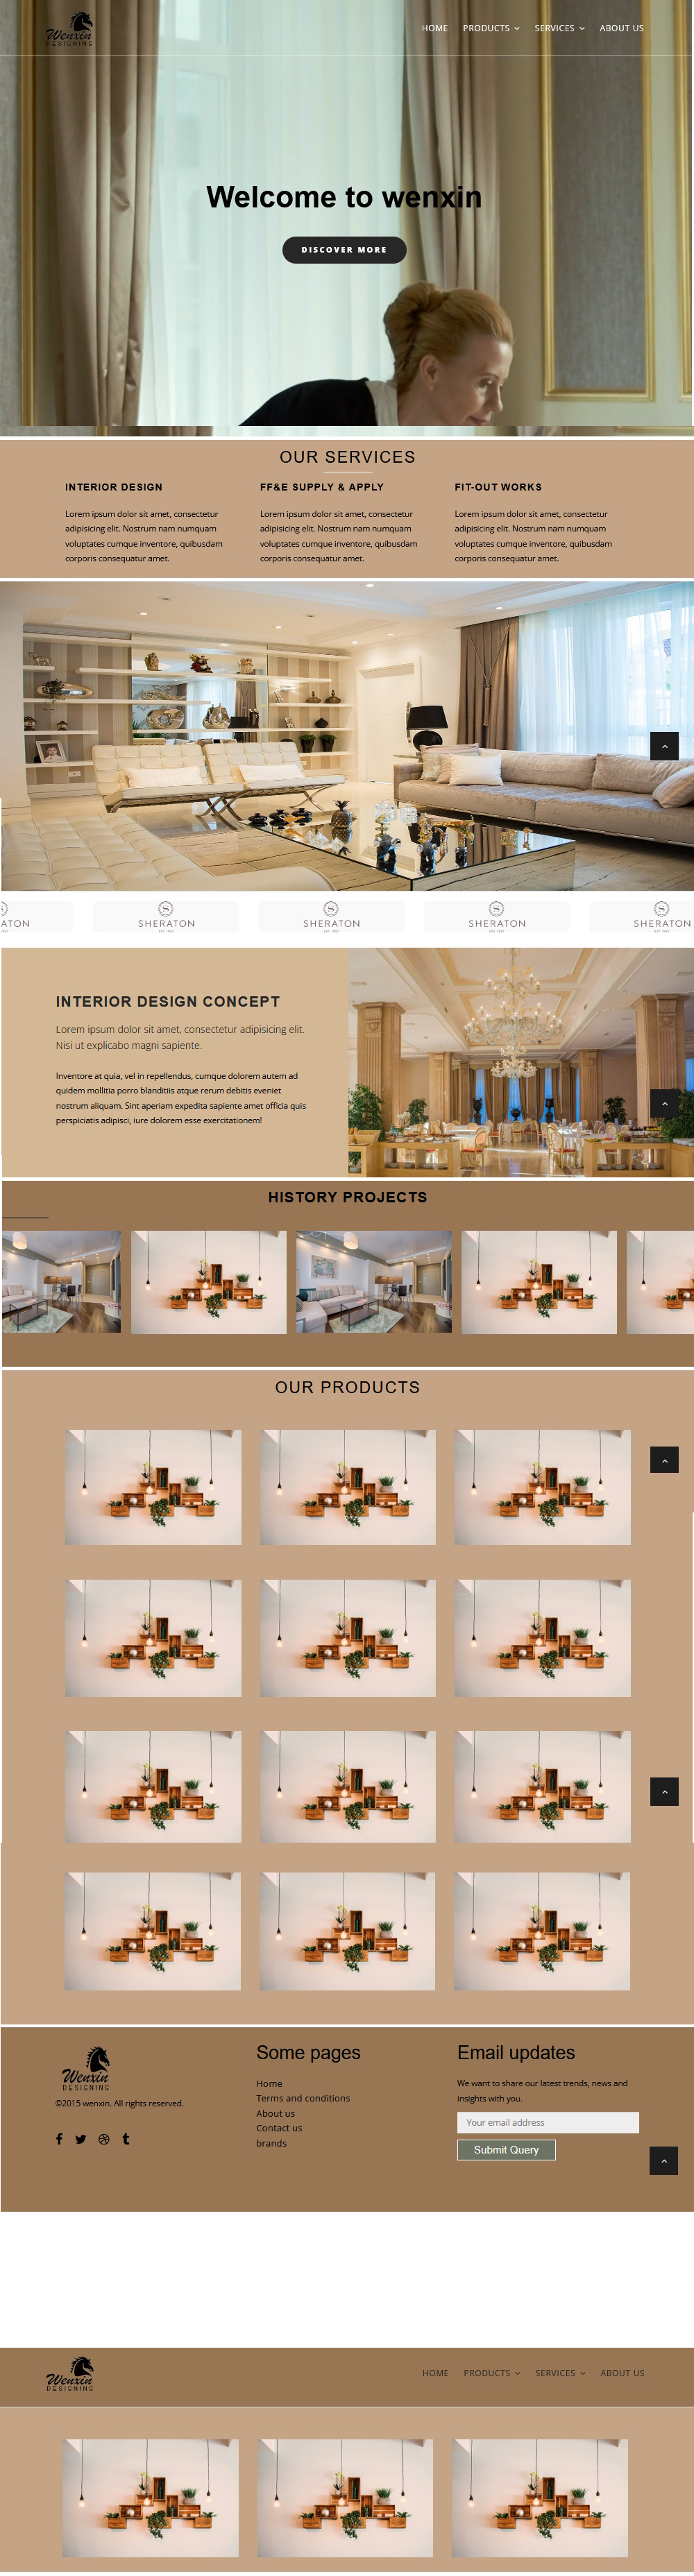 Wenxin
DESIGNING
HOME PRODUCTS SERVICES ABOUT US
Welcome to wenxin
DISCOVER MORE
OUR SERVICES
INTERIOR DESIGN
Lorem ipsum dolor sit amet, consectetur
adipisicing elit. Nostrum nam numquam
voluptates cumque inventore, quibusdam
corporis consequatur amet.
FF&E SUPPLY & APPLY
Lorem ipsum dolor sit amet, consectetur
adipisicing elit. Nostrum nam numquam
voluptates cumque inventore, quibusdam
corporis consequatur amet.
FIT-OUT WORKS
Lorem ipsum dolor sit amet, consectetur
adipisicing elit. Nostrum nam numquam
voluptates cumque inventore, quibusdam
corporis consequatur amet.
ATON
S
SHERATON
S
SHERATON
S
SHERATON
S
SHERATON
INTERIOR DESIGN CONCEPT
Lorem ipsum dolor sit amet, consectetur adipisicing elit.
Nisi ut explicabo magni sapiente.
Inventore at quia, vel in repellendus, cumque dolorem autem ad
quidem mollitia porro blanditiis atque rerum debitis eveniet
nostrum aliquam. Sint aperiam expedita sapiente amet officia quis
perspiciatis adipisci, iure dolorem esse exercitationem!
HISTORY PROJECTS
OUR PRODUCTS
Wenxin
DESIGNING
©2015 wenxin. All rights reserved.
Some pages
Home
Terms and conditions
About us
Contact us
brands
Email updates
We want to share our latest trends, news and
insights with you.
Your email address
Submit Query
Wenxin
DESIGNING
HOME PRODUCTS SERVICES ABOUT US